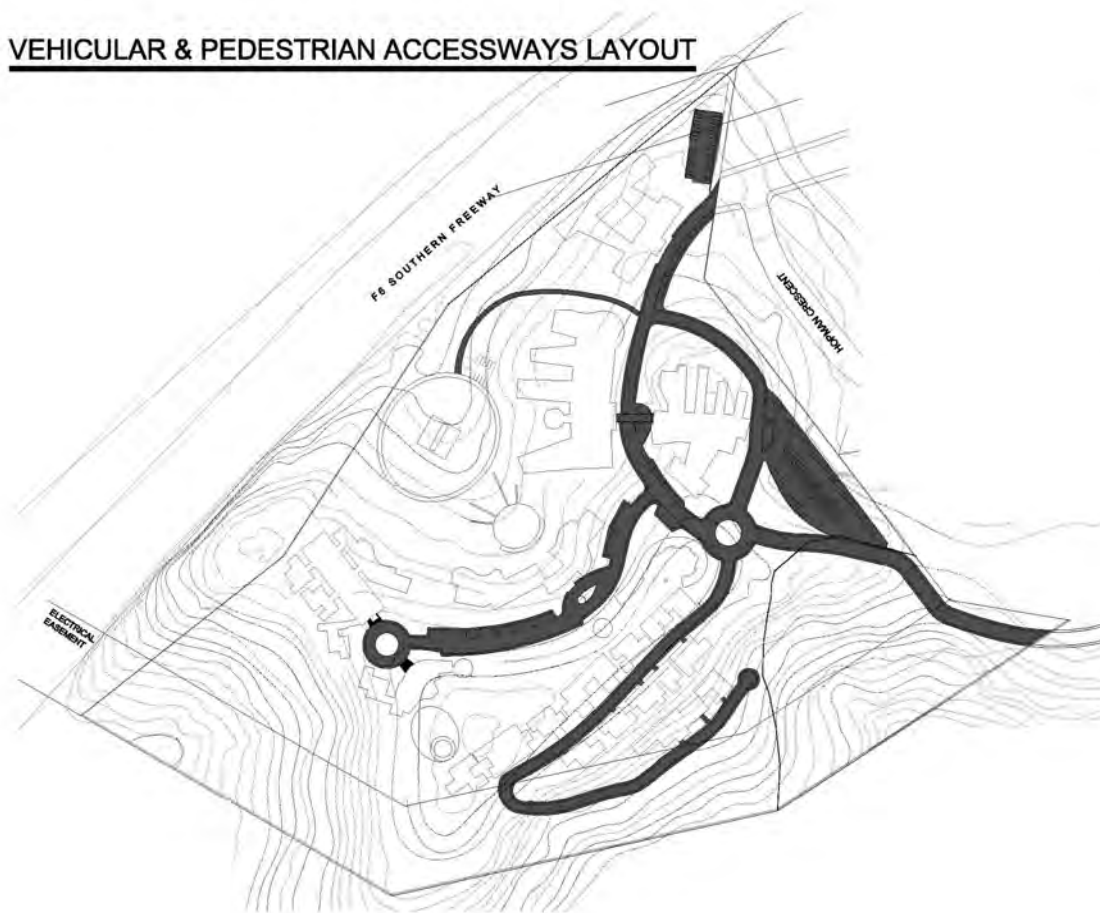 VEHICULAR & PEDESTRIAN ACCESSWAYS LAYOUT
F6 SOUTHERN FREEWAY
HOPMAN CRESCENT
ELECTRICAL
EASEMENT